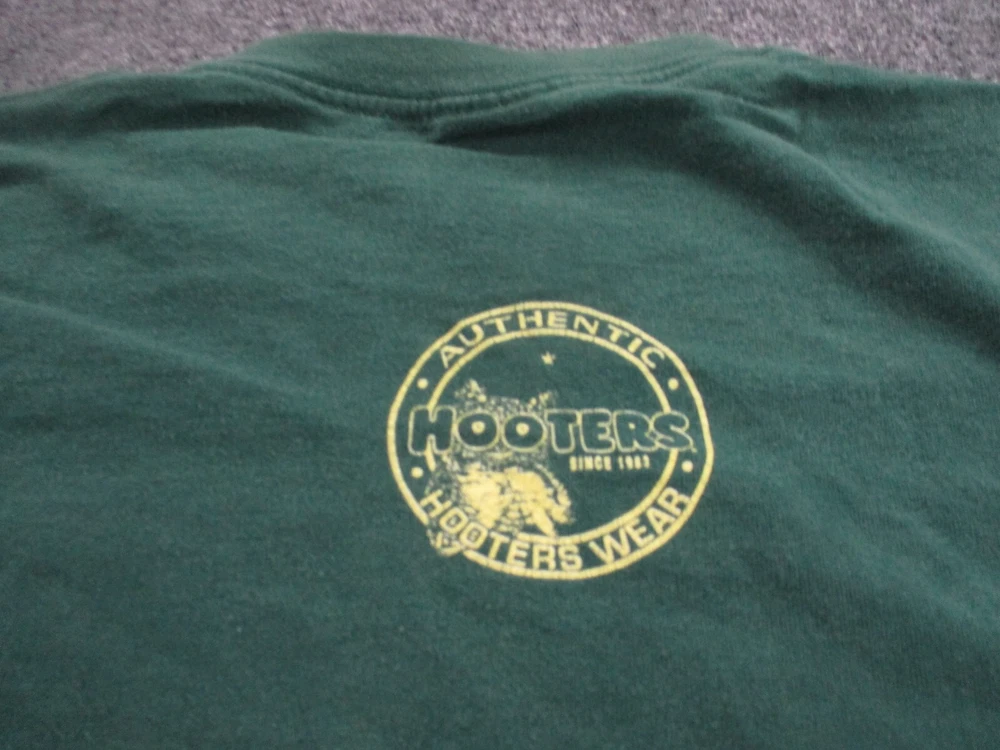 AUTHENTIC
HOOTERS
SINCE 1983
HOOTERS WEAR